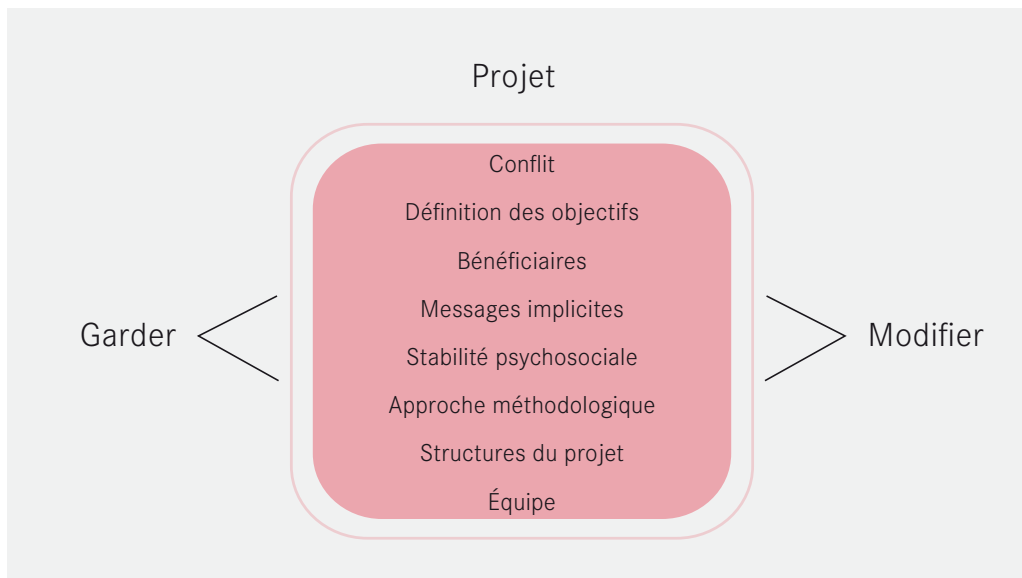 Projet
Conflit
Définition des objectifs
Bénéficiaires
Messages implicites
Garder
Modifier
Stabilité psychosociale
Approche méthodologique
Structures du projet
Équipe